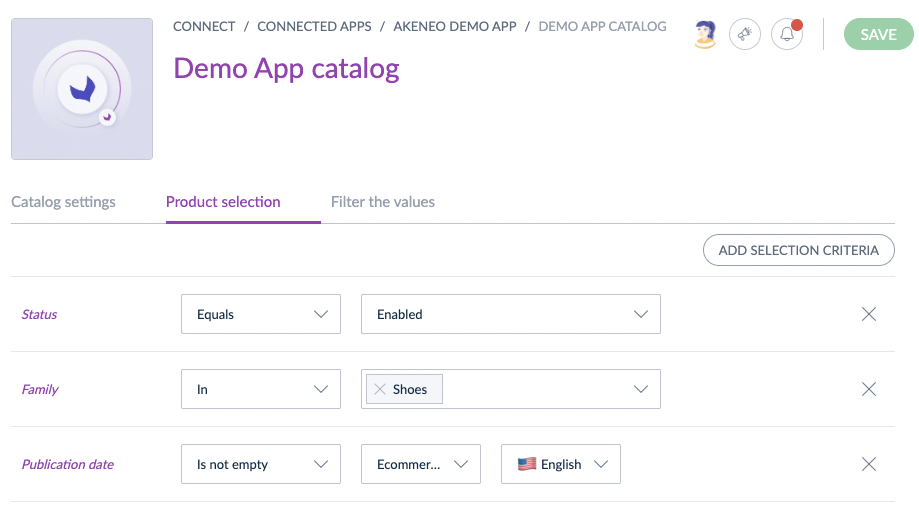 CONNECT / CONNECTED APPS / AKENEO DEMO APP / DEMO APP CATALOG
SAVE
Demo App catalog
Catalog settings Product selection Filter the values
ADD SELECTION CRITERIA
Status Equals Enabled
Family In Shoes
Publication date Is not empty Ecommer... English